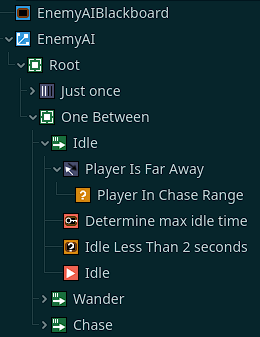 EnemyAIBlackboard
EnemyAI
Root
Just once
One Between
Idle
Player Is Far Away
Player In Chase Range
Determine max idle time
Idle Less Than 2 seconds
Idle
Wander
Chase